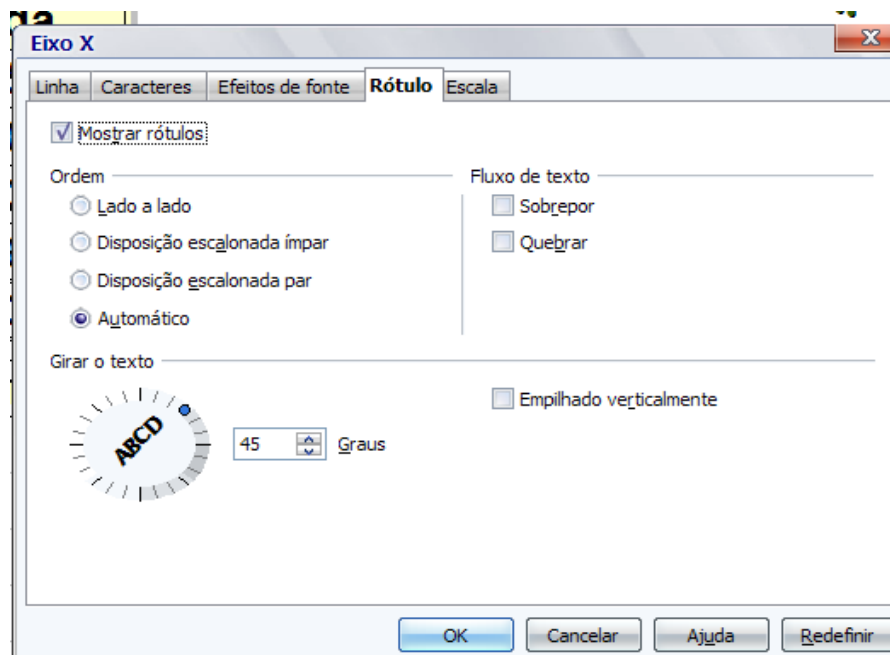 Eixo X
Linha Caracteres Efeitos de fonte Rótulo Escala
Mostrar rótulos
Ordem
Lado a lado
Disposição escalonada ímpar
Disposição escalonada par
Automático
Fluxo de texto
Sobrepor
Quebrar
Girar o texto
ABCD
45 Graus
Empilhado verticalmente
OK Cancelar Ajuda Redefinir